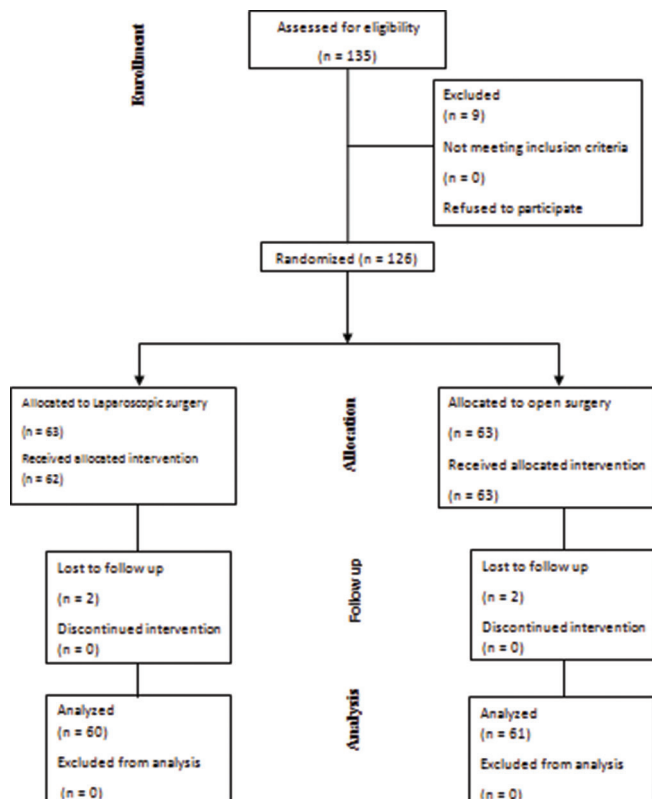 Assessed for eligibility
(n = 135)
Enrollment
Excluded
(n = 9)
Not meeting inclusion criteria
(n = 0)
Refused to participate
Randomized (n = 126)
Allocated to Laparoscopic surgery
(n = 63)
Received allocated intervention
(n = 62)
Allocation
Allocated to open surgery
(n = 63)
Received allocated intervention
(n = 63)
Lost to follow up
(n = 2)
Discontinued intervention
(n = 0)
Follow up
Lost to follow up
(n = 2)
Discontinued intervention
(n = 0)
Analyzed
(n = 60)
Excluded from analysis
(n = 0)
Analysis
Analyzed
(n = 61)
Excluded from analysis
(n = 0)